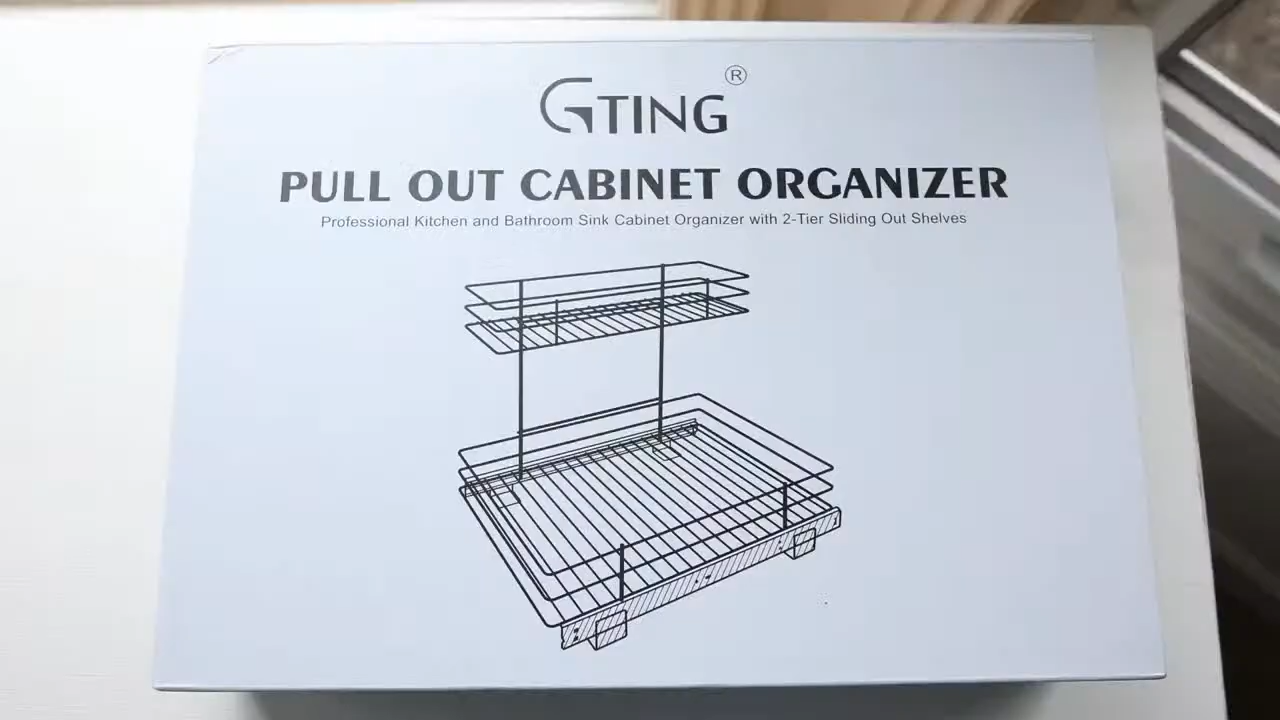 GTING®
PULL OUT CABINET ORGANIZER
Professional Kitchen and Bathroom Sink Cabinet Organizer with 2-Tier Sliding Out Shelves